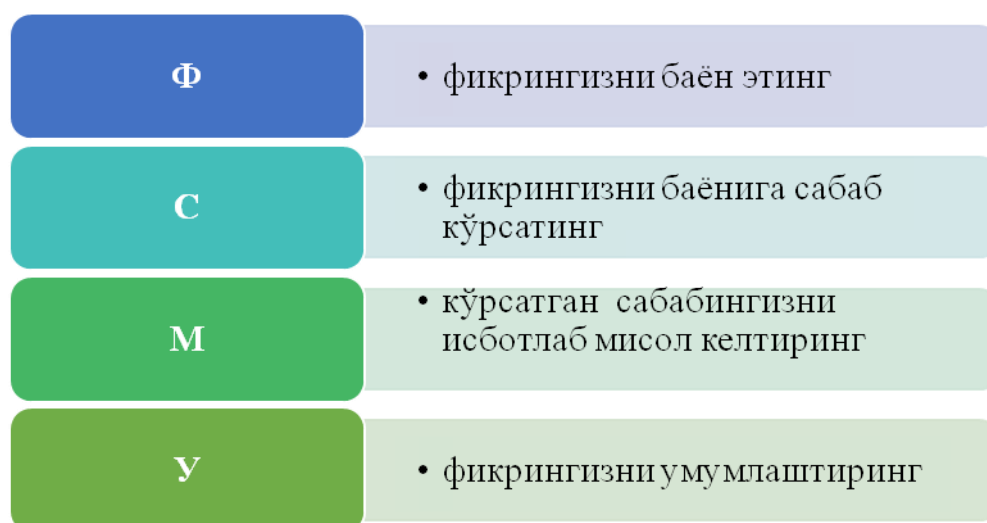 Ф
• фикрингизни баён этинг
С
• фикрингизни баёнига сабаб
кўрсатинг
М
• кўрсатган сабабингизни
исботлаб мисол келтиринг
У
• фикрингизни умумлаштиринг